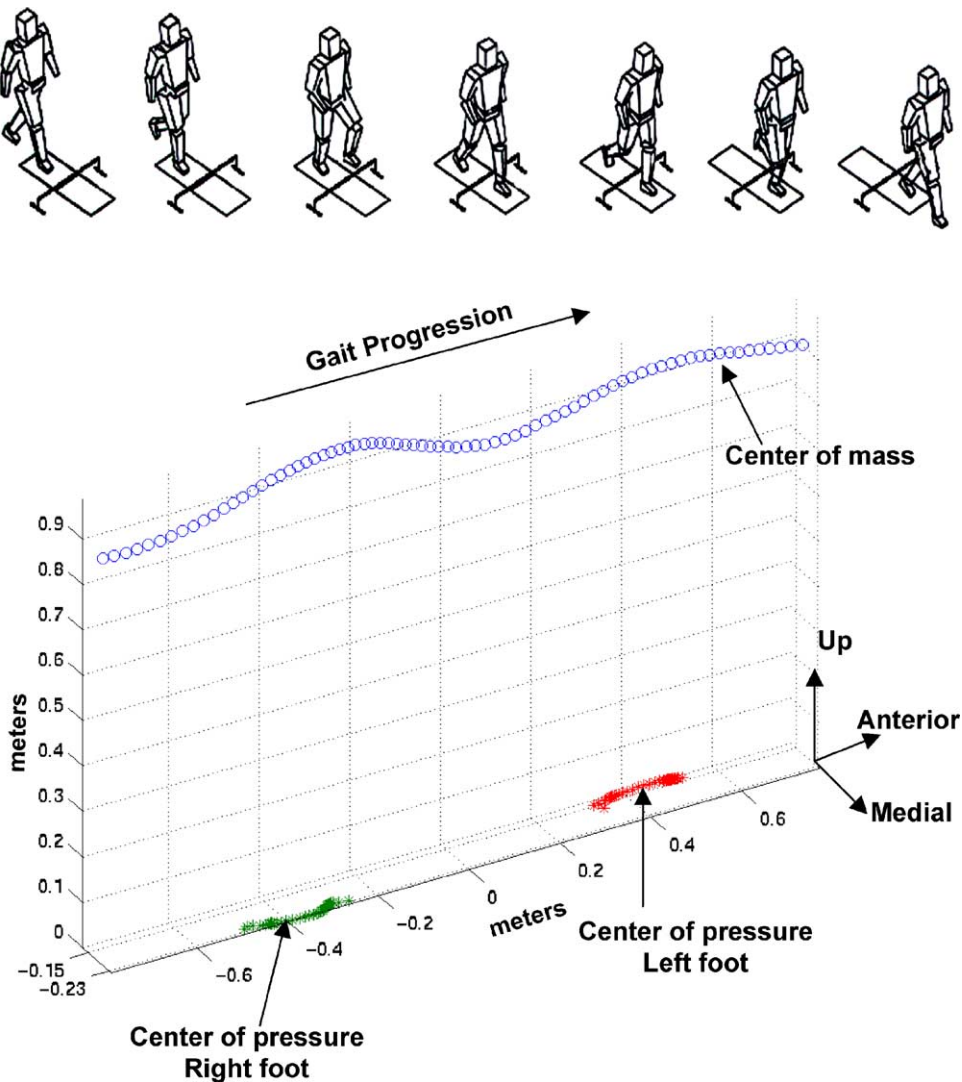 Gait Progression
Center of mass
0.9
0.8
0.7
0.6
0.5
0.4
0.3
0.2
0.1
0
meters
Up
Anterior
Medial
−0.15
−0.23
−0.6
−0.4
−0.2
0
0.2
0.4
0.6
meters
Center of pressure
Left foot
Center of pressure
Right foot